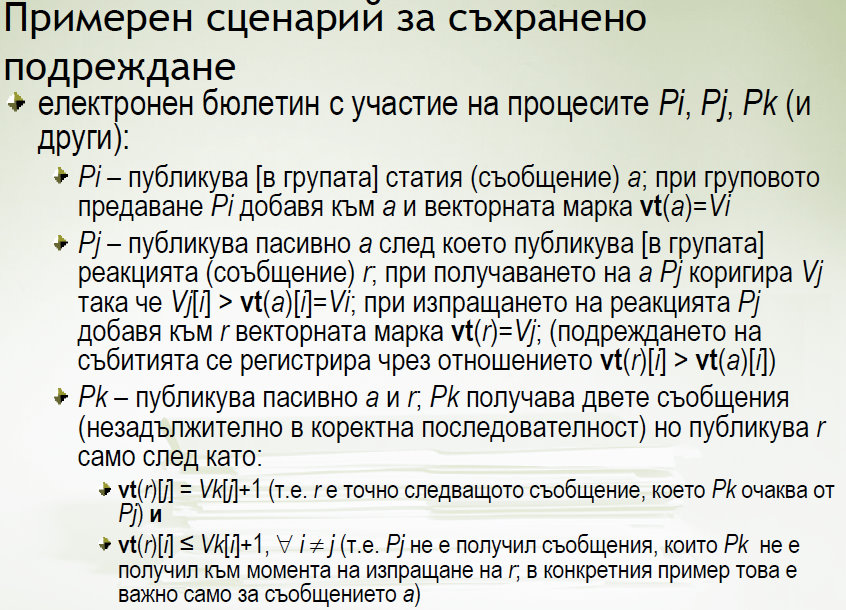 Примерен сценарий за съхранено
подреждане
електронен бюлетин с участие на процесите Pi, Pj, Pk (и
други):
Pi – публикува [в групата] статия (съобщение) a; при груповото
предаване Pi добавя към a и векторната марка vt(a)=Vi
Pj – публикува пасивно a след което публикува [в групата]
реакцията (соъбщение) r; при получаването на a Pj коригира Vj
така че Vj[i] > vt(a)[i]=Vi; при изпращането на реакцията Pj
добавя към r векторната марка vt(r)=Vj; (подреждането на
събитията се регистрира чрез отношението vt(r)[i] > vt(a)[i])
Pk – публикува пасивно a и r; Pk получава двете съобщения
(незадължително в коректна последователност) но публикува r
само след като:
vt(r)[j] = Vk[j]+1 (т.е. r е точно следващото съобщение, което Pk очаква от
Pj) и
vt(r)[i] ≤ Vk[i]+1, ∀ i ≠ j (т.е. Pj не е получил съобщения, които Pk не е
получил към момента на изпращане на r; в конкретния пример това е
важно само за съобщението a)